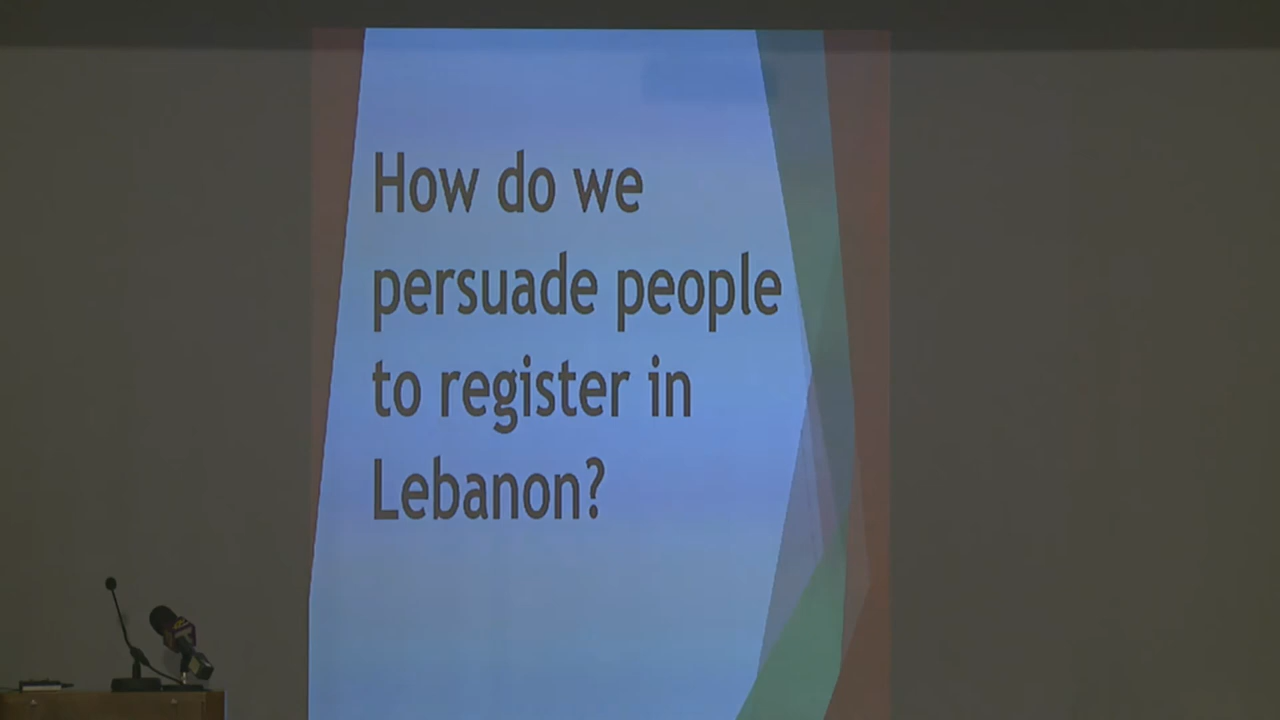 How do we
persuade people
to register in
Lebanon?